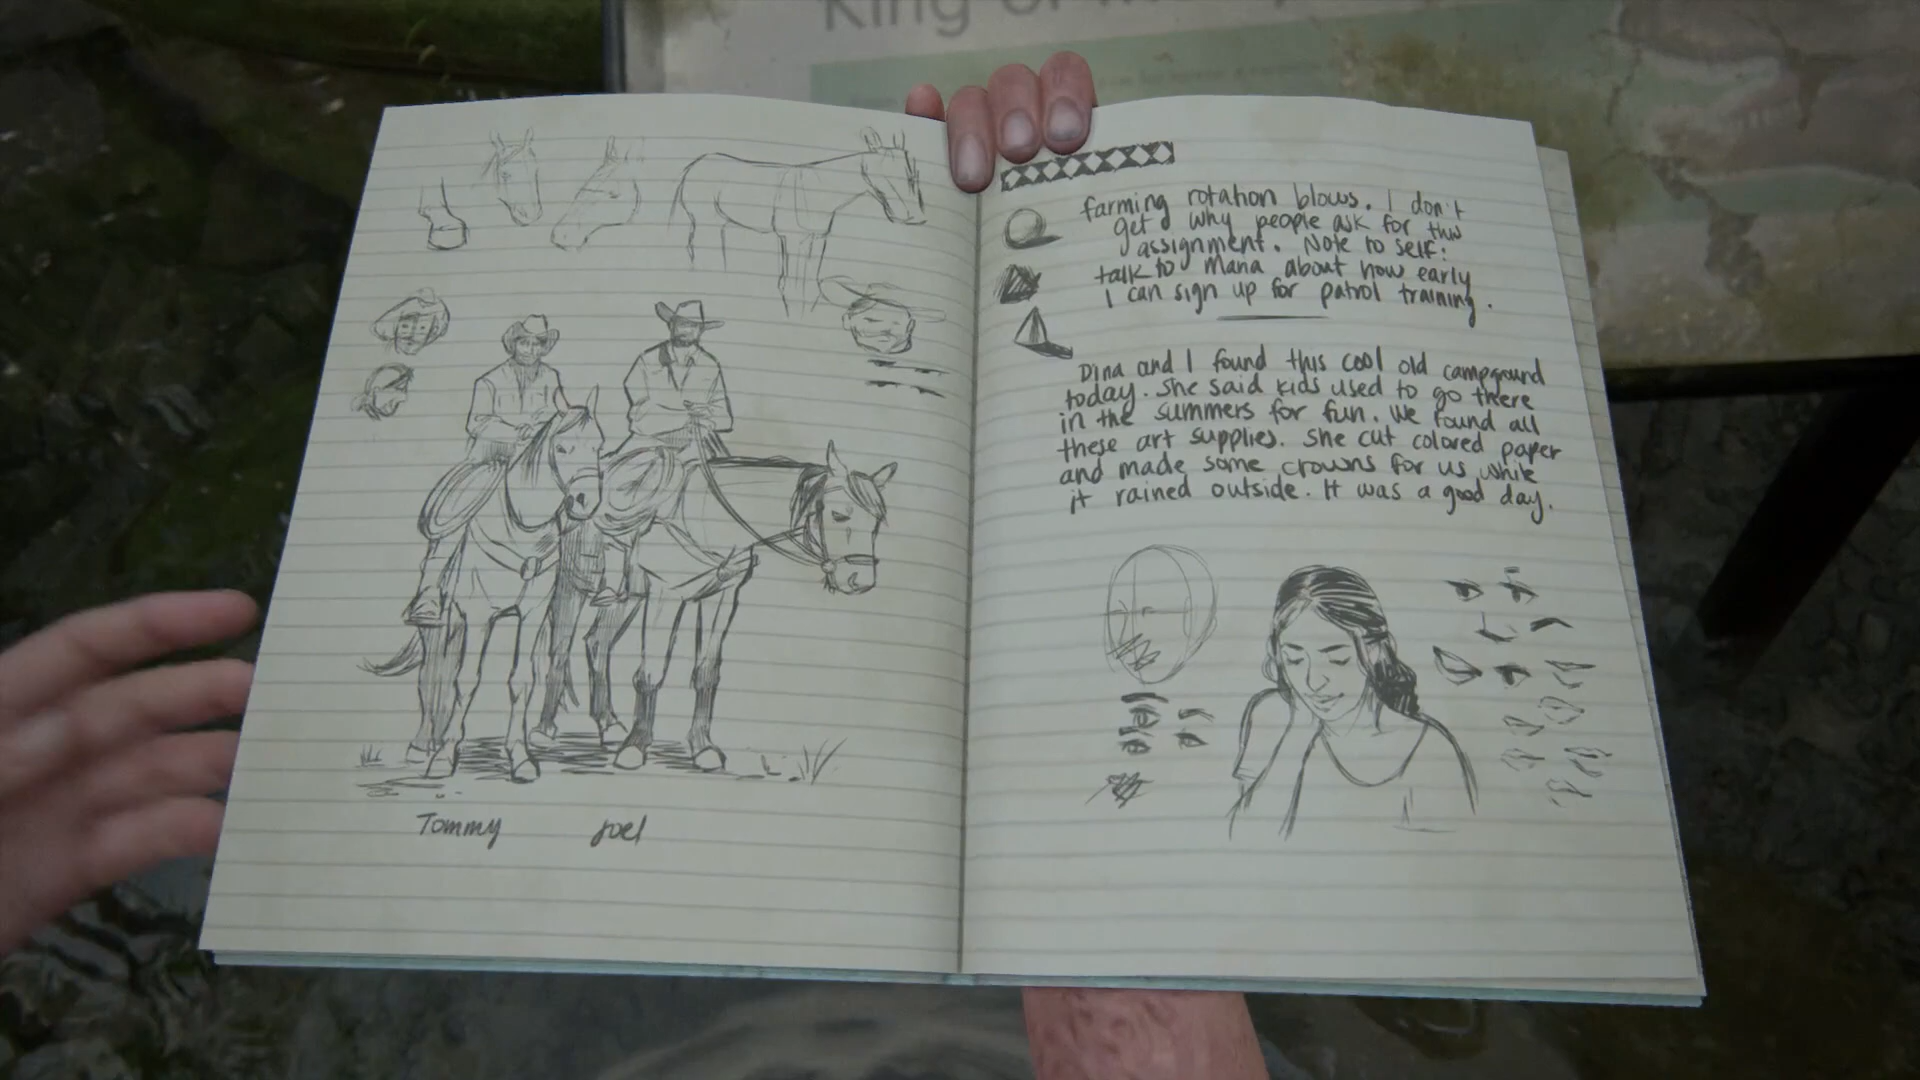 King of
Tommy Joel
farming rotation blows. I don't
get why people ask for this
assignment. Note to self:
talk to Maria about how early
I can sign up for patrol training.
Dina and I found this cool old campground
today. She said kids used to go there
in the summers for fun. We found all
these art supplies. She cut colored paper
and made some crowns for us while
it rained outside. It was a good day.